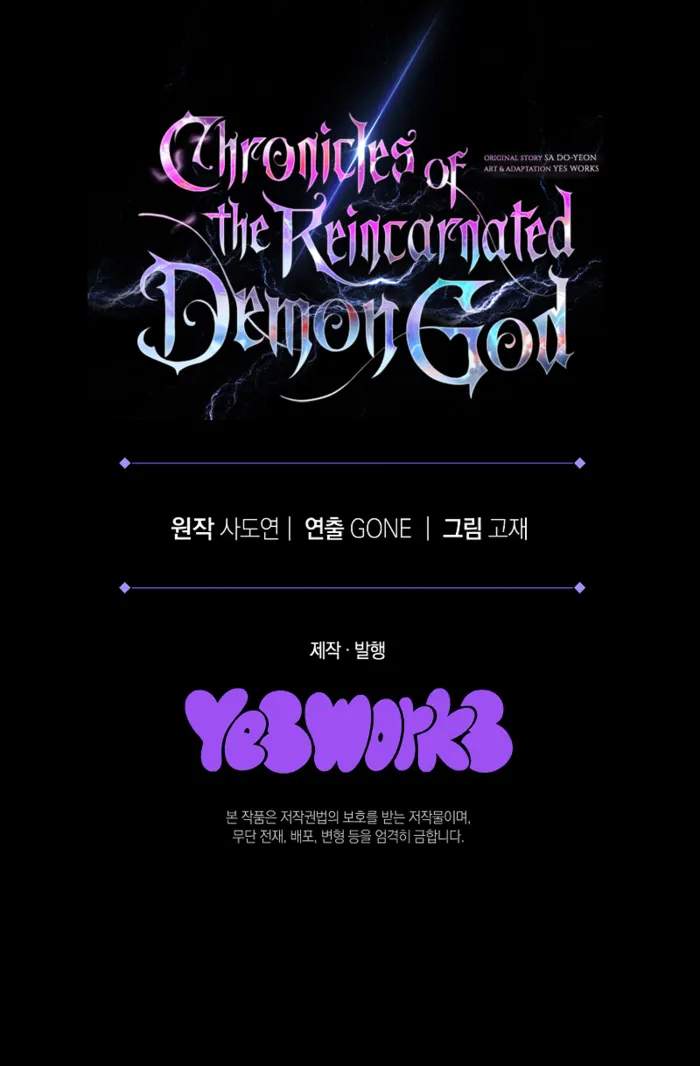 Chronicles of
ORIGINAL STORY SA DO-YEON
ART & ADAPTATION YES WORKS
the Reincarnated
Demon God
원작 사도연 | 연출 GONE | 그림 고재
제작 · 발행
YesWorks
본 작품은 저작권법의 보호를 받는 저작물이며,
무단 전재, 배포, 변형 등을 엄격히 금합니다.